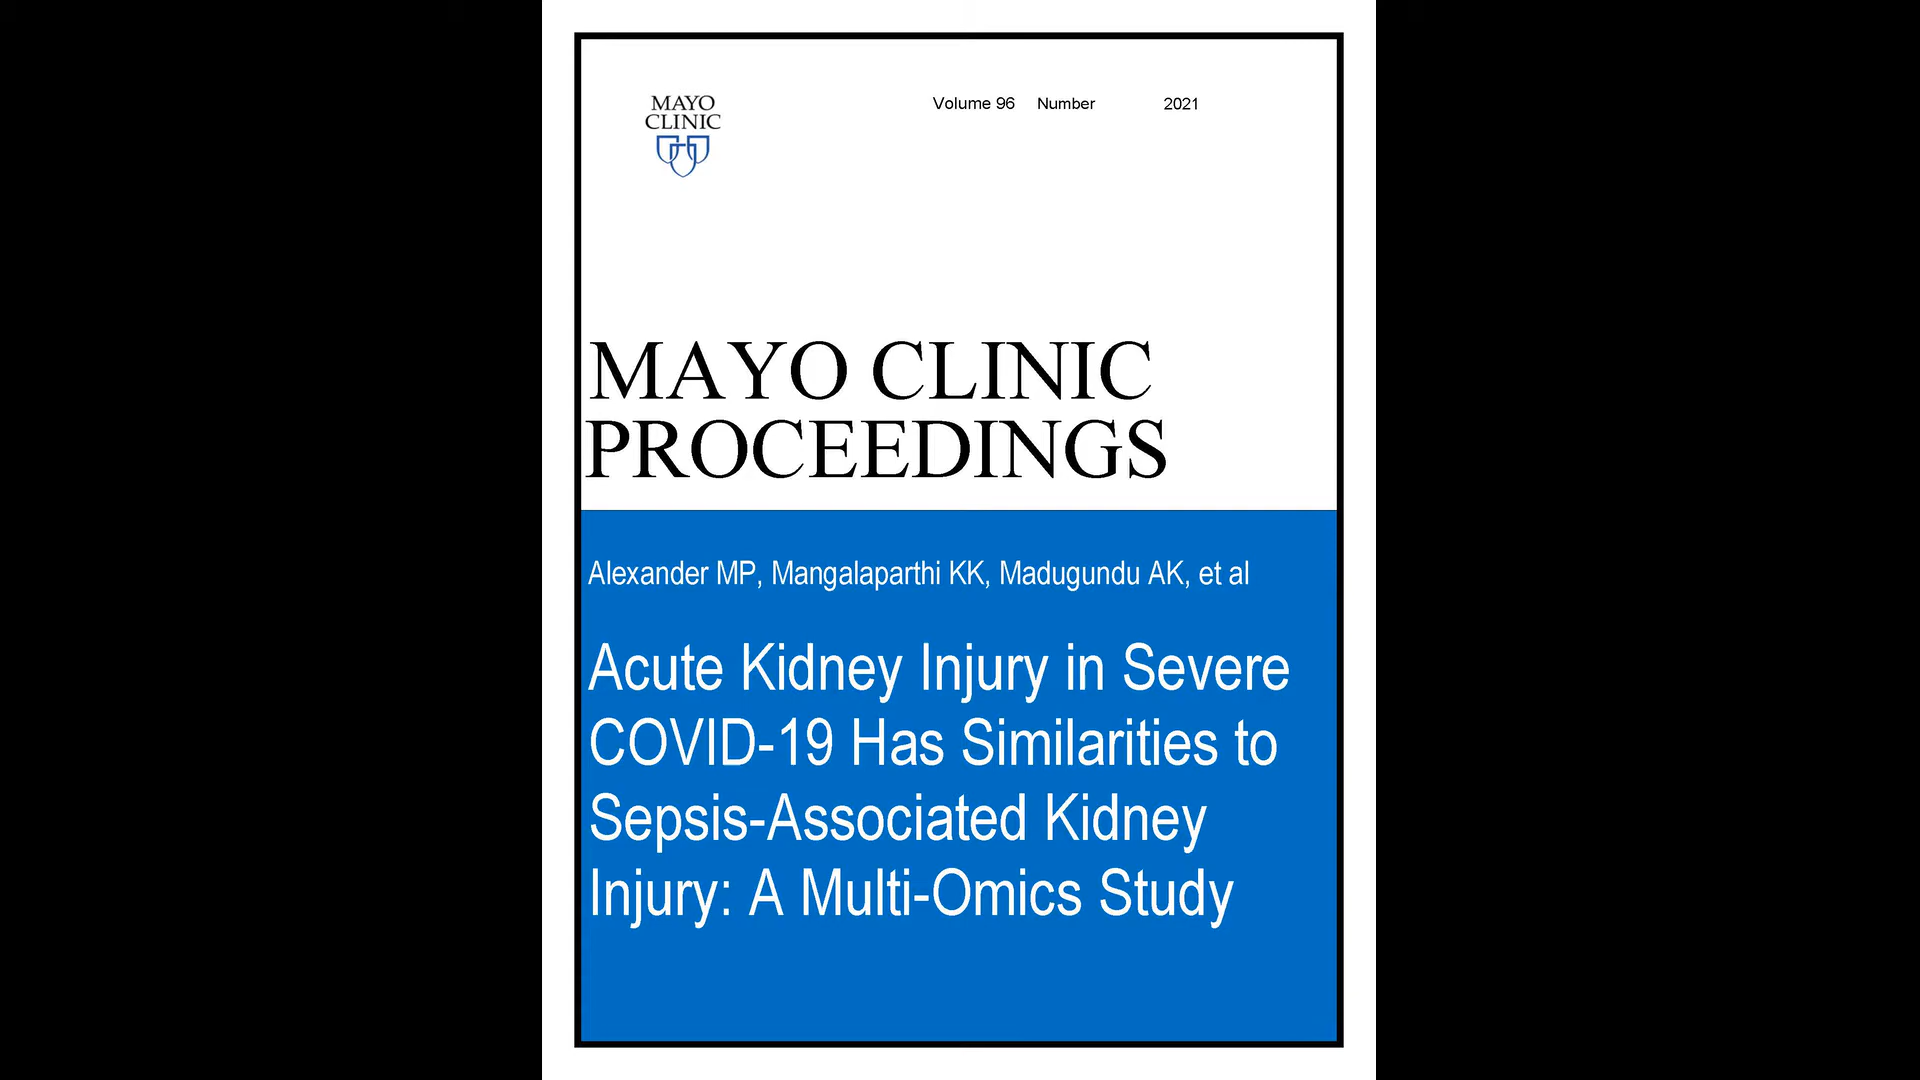 MAYO
CLINIC
Volume 96 Number 2021
MAYO CLINIC
PROCEEDINGS
Alexander MP, Mangalaparthi KK, Madugundu AK, et al
Acute Kidney Injury in Severe
COVID-19 Has Similarities to
Sepsis-Associated Kidney
Injury: A Multi-Omics Study